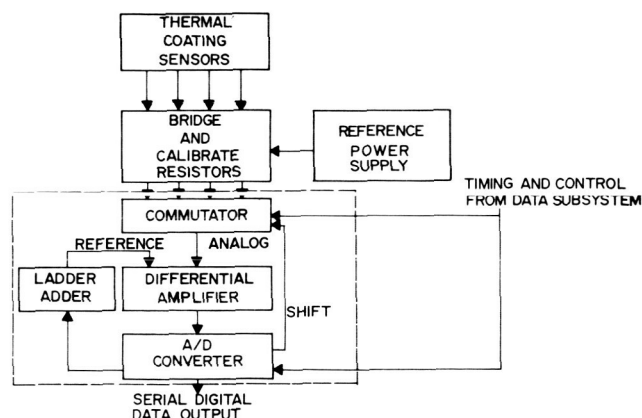 THERMAL
COATING
SENSORS
BRIDGE
AND
CALIBRATE
RESISTORS
REFERENCE
POWER
SUPPLY
TIMING AND CONTROL
FROM DATA SUBSYSTEM
COMMUTATOR
REFERENCE
ANALOG
LADDER
ADDER
DIFFERENTIAL
AMPLIFIER
SHIFT
A/D
CONVERTER
SERIAL DIGITAL
DATA OUTPUT